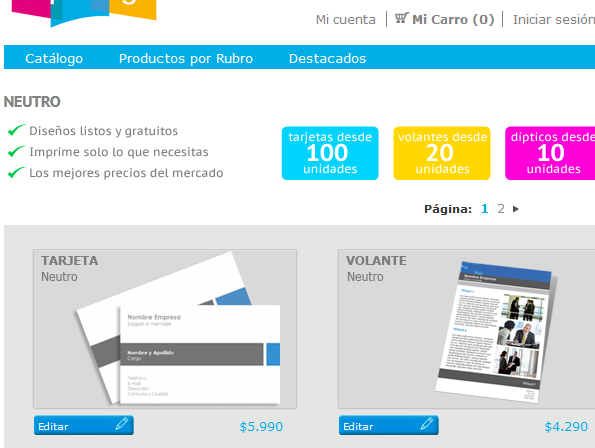 Mi cuenta
Mi Carro (0)
Iniciar sesión
Catálogo
Productos por Rubro
Destacados
NEUTRO
Diseños listos y gratuitos
Imprime solo lo que necesitas
Los mejores precios del mercado
tarjetas desde
100
unidades
volantes desde
20
unidades
dípticos desde
10
unidades
Página: 1 2
TARJETA
Neutro
Nombre Empresa
Slogan o mensaje
Nombre y Apellido
Cargo
Teléfono
E-mail
Dirección
Comuna y Ciudad
Editar
$5.990
VOLANTE
Neutro
Nombre Empresa
Editar
$4.290